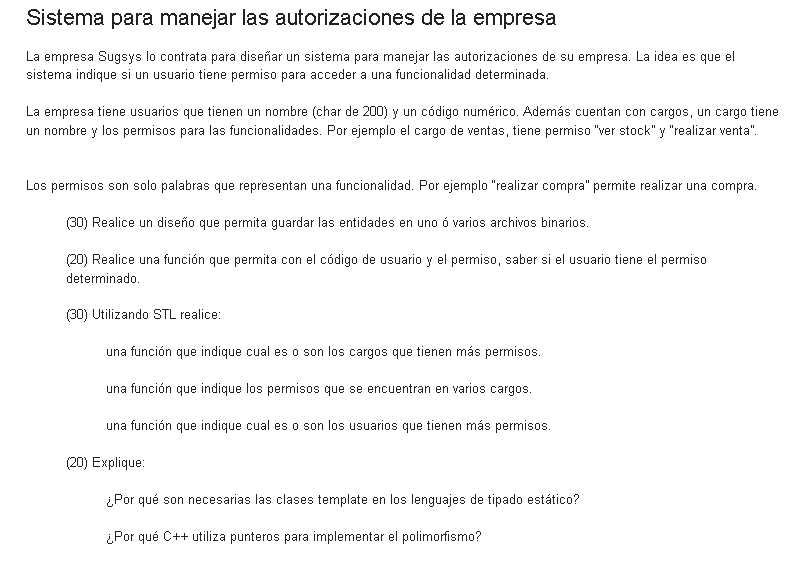 Sistema para manejar las autorizaciones de la empresa
La empresa Sugsys lo contrata para diseñar un sistema para manejar las autorizaciones de su empresa. La idea es que el
sistema indique si un usuario tiene permiso para acceder a una funcionalidad determinada.
La empresa tiene usuarios que tienen un nombre (char de 200) y un código numérico. Además cuentan con cargos, un cargo tiene
un nombre y los permisos para las funcionalidades. Por ejemplo el cargo de ventas, tiene permiso "ver stock" y "realizar venta".
Los permisos son solo palabras que representan una funcionalidad. Por ejemplo "realizar compra" permite realizar una compra.
(30) Realice un diseño que permita guardar las entidades en uno ó varios archivos binarios.
(20) Realice una función que permita con el código de usuario y el permiso, saber si el usuario tiene el permiso
determinado.
(30) Utilizando STL realice:
una función que indique cual es o son los cargos que tienen más permisos.
una función que indique los permisos que se encuentran en varios cargos.
una función que indique cual es o son los usuarios que tienen más permisos.
(20) Explique:
¿Por qué son necesarias las clases template en los lenguajes de tipado estático?
¿Por qué C++ utiliza punteros para implementar el polimorfismo?